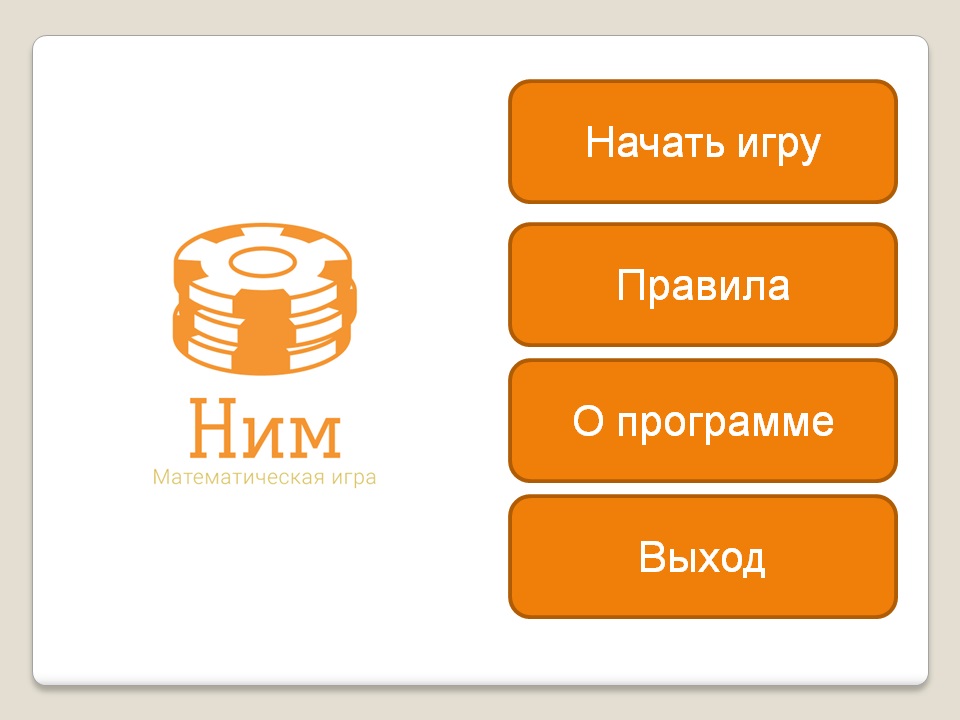 Начать игру
Правила
Ним
Математическая игра
О программе
Выход